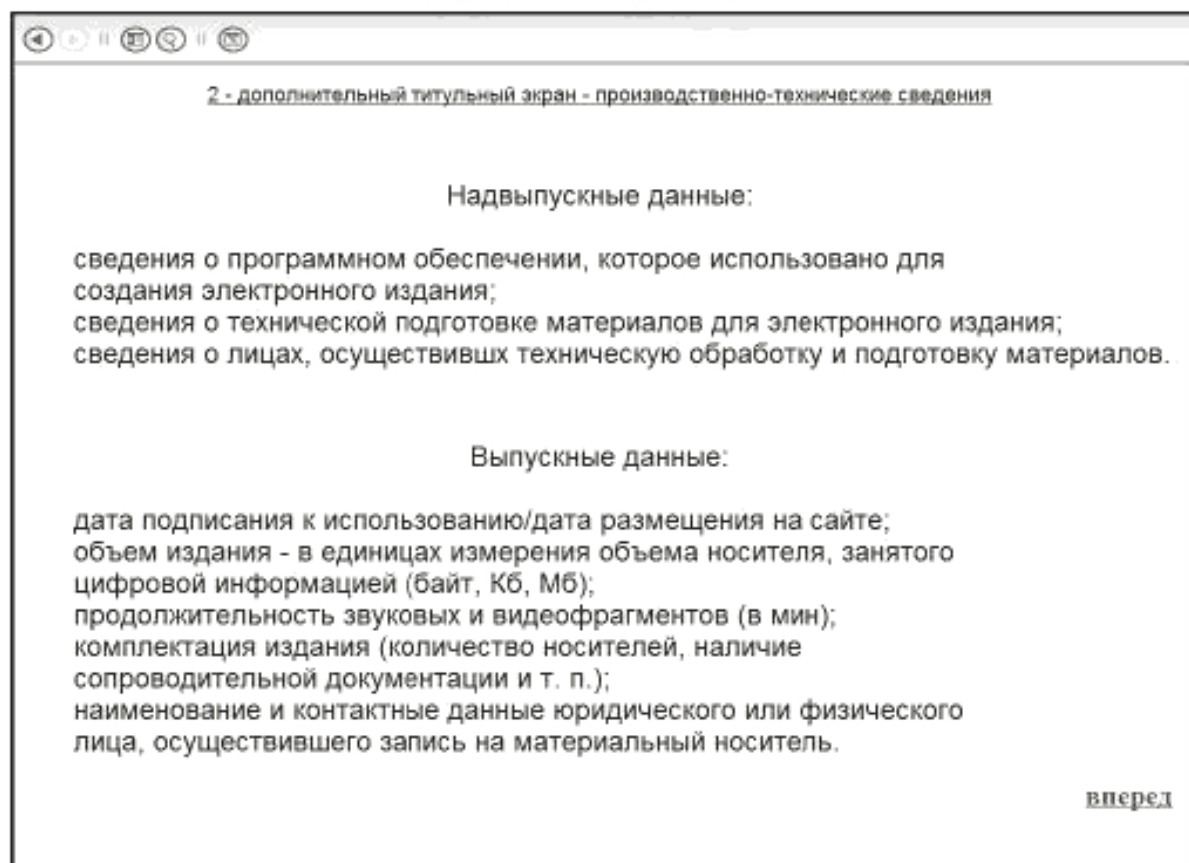 2 - дополнительный титульный экран - производственно-технические сведения
Надвыпускные данные:
сведения о программном обеспечении, которое использовано для
создания электронного издания;
сведения о технической подготовке материалов для электронного издания;
сведения о лицах, осуществившх техническую обработку и подготовку материалов.
Выпускные данные:
дата подписания к использованию/дата размещения на сайте;
объем издания - в единицах измерения объема носителя, занятого
цифровой информацией (байт, Кб, Мб);
продолжительность звуковых и видеофрагментов (в мин);
комплектация издания (количество носителей, наличие
сопроводительной документации и т. п.);
наименование и контактные данные юридического или физического
лица, осуществившего запись на материальный носитель.
вперед